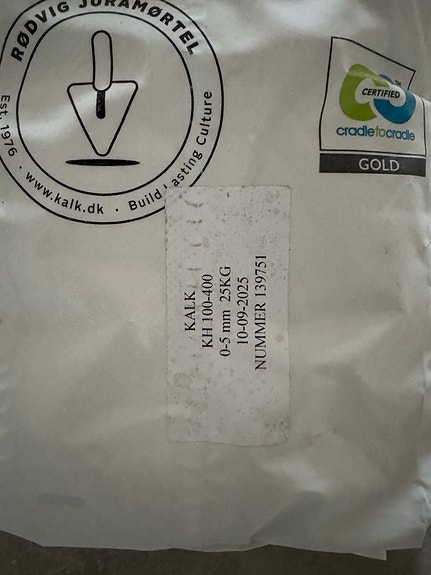 RØDVIG JURAMØRTEL
Est. 1976 · www.kalk.dk · Build Lasting Culture
CERTIFIED
TM
cradletocradle
GOLD
KALK
KH 100-400
0-5 mm 25KG
10-09-2025
NUMMER 139751